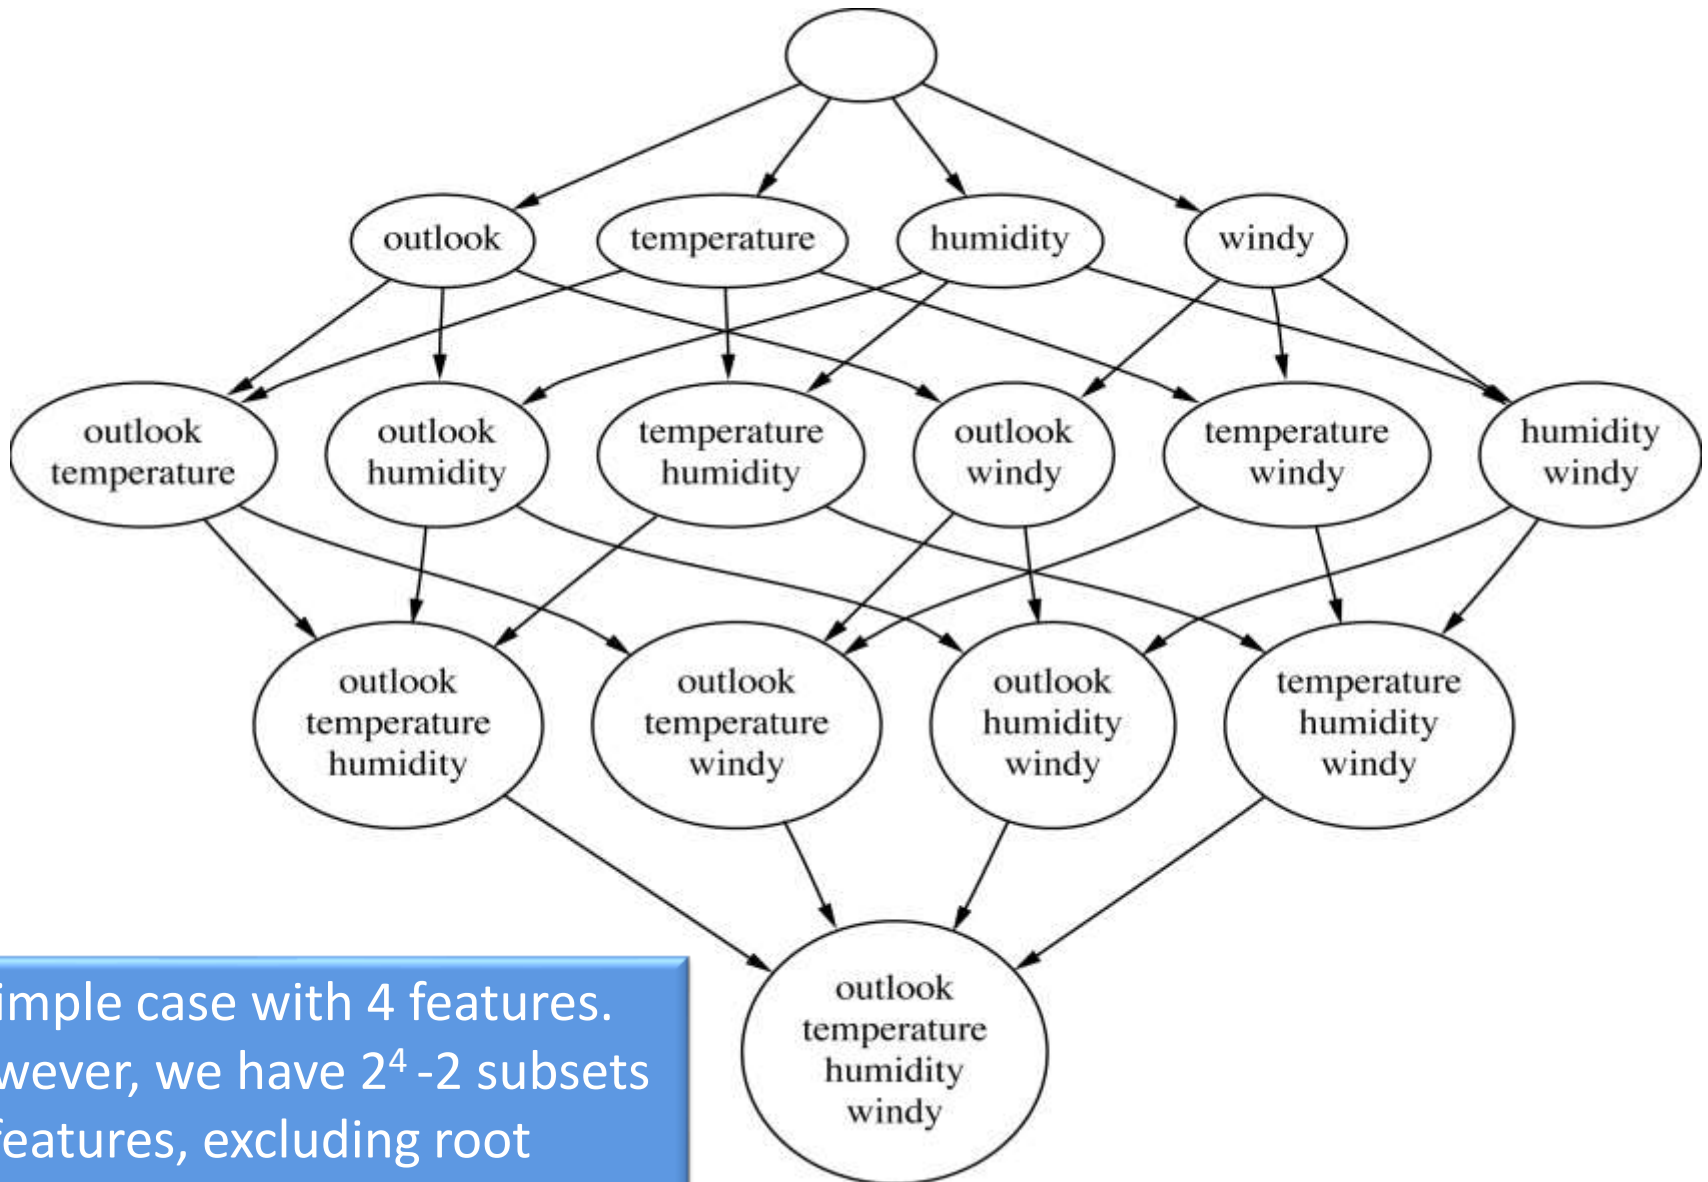 outlook
temperature
humidity
windy
outlook
temperature
outlook
humidity
temperature
humidity
outlook
windy
temperature
windy
humidity
windy
outlook
temperature
humidity
outlook
temperature
windy
outlook
humidity
windy
temperature
humidity
windy
outlook
temperature
humidity
windy
imple case with 4 features.
wever, we have 2⁴ -2 subsets
features, excluding root